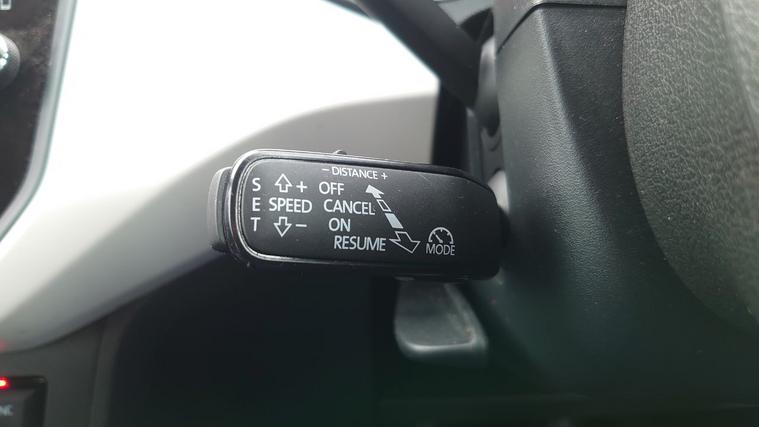 - DISTANCE +
S + OFF
E SPEED CANCEL
T - ON
RESUME
MODE